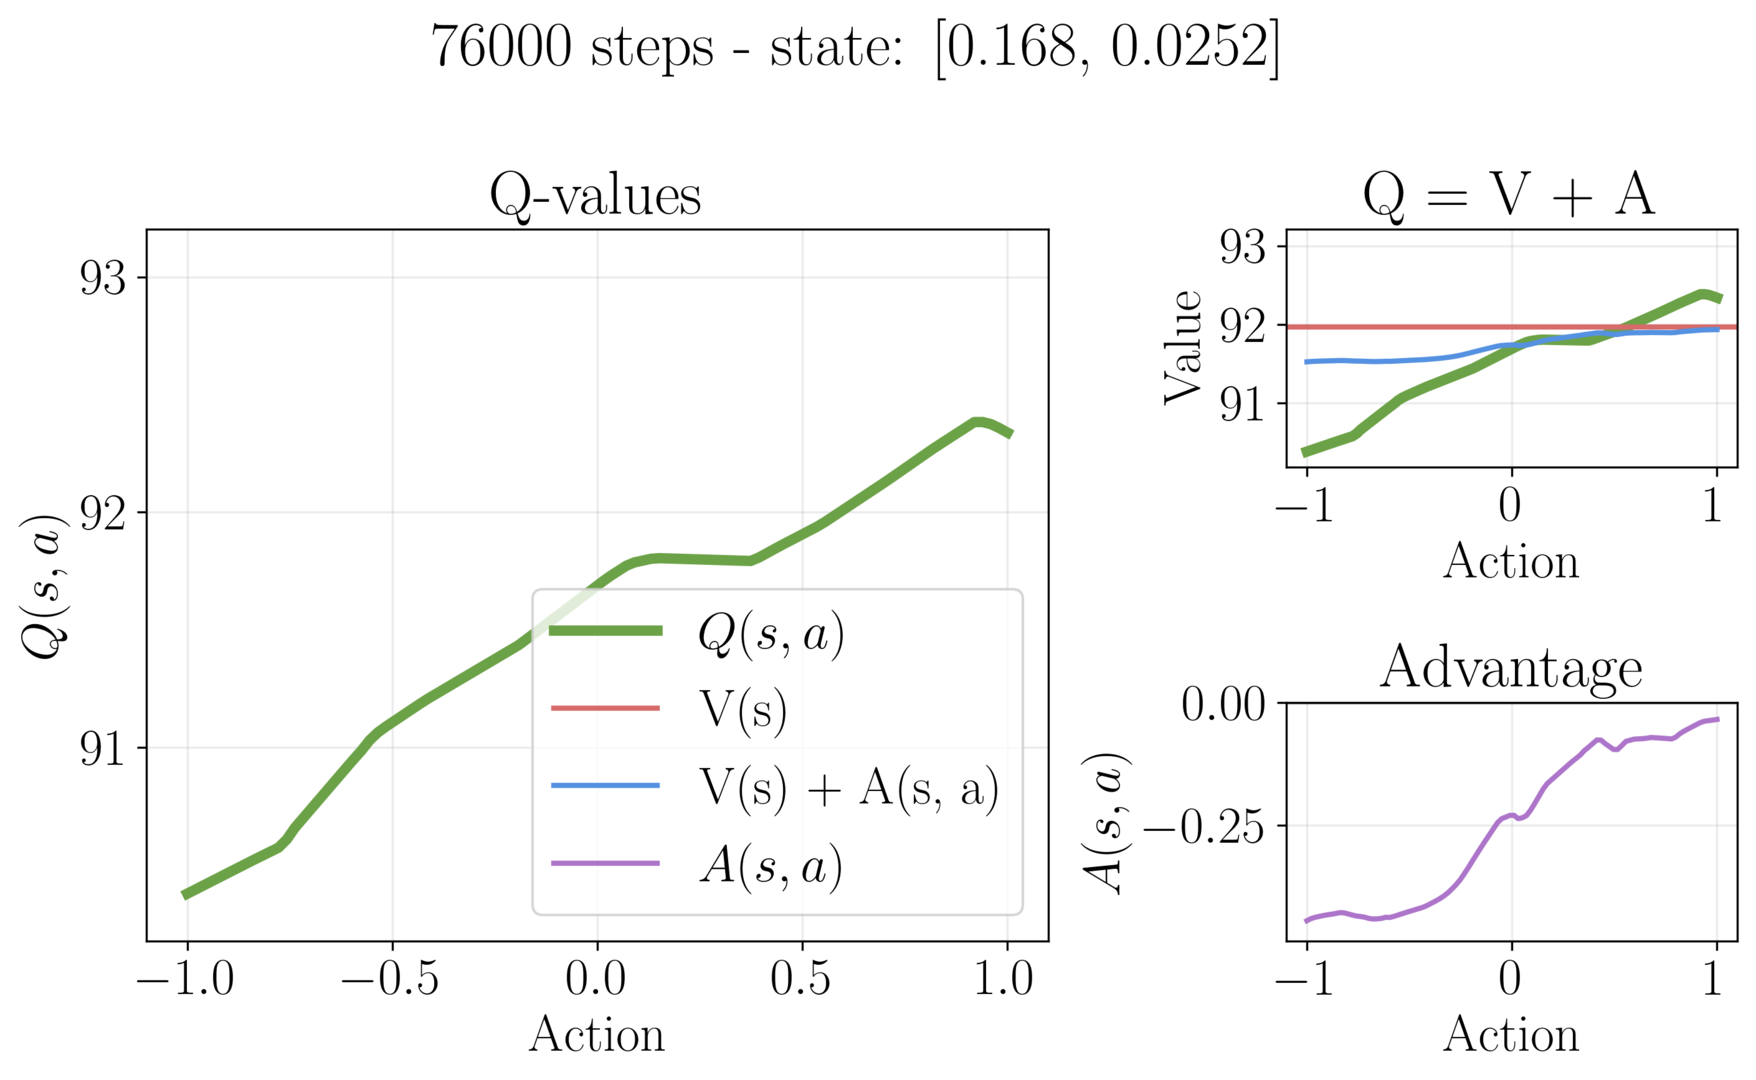 76000 steps - state: [0.168, 0.0252]
Q-values
93
92
91
Q(s, a)
−1.0 −0.5 0.0 0.5 1.0
Action
Q(s, a)
V(s)
V(s) + A(s, a)
A(s, a)
Q = V + A
93
92
91
Value
−1 0 1
Action
Advantage
0.00
−0.25
A(s, a)
−1 0 1
Action